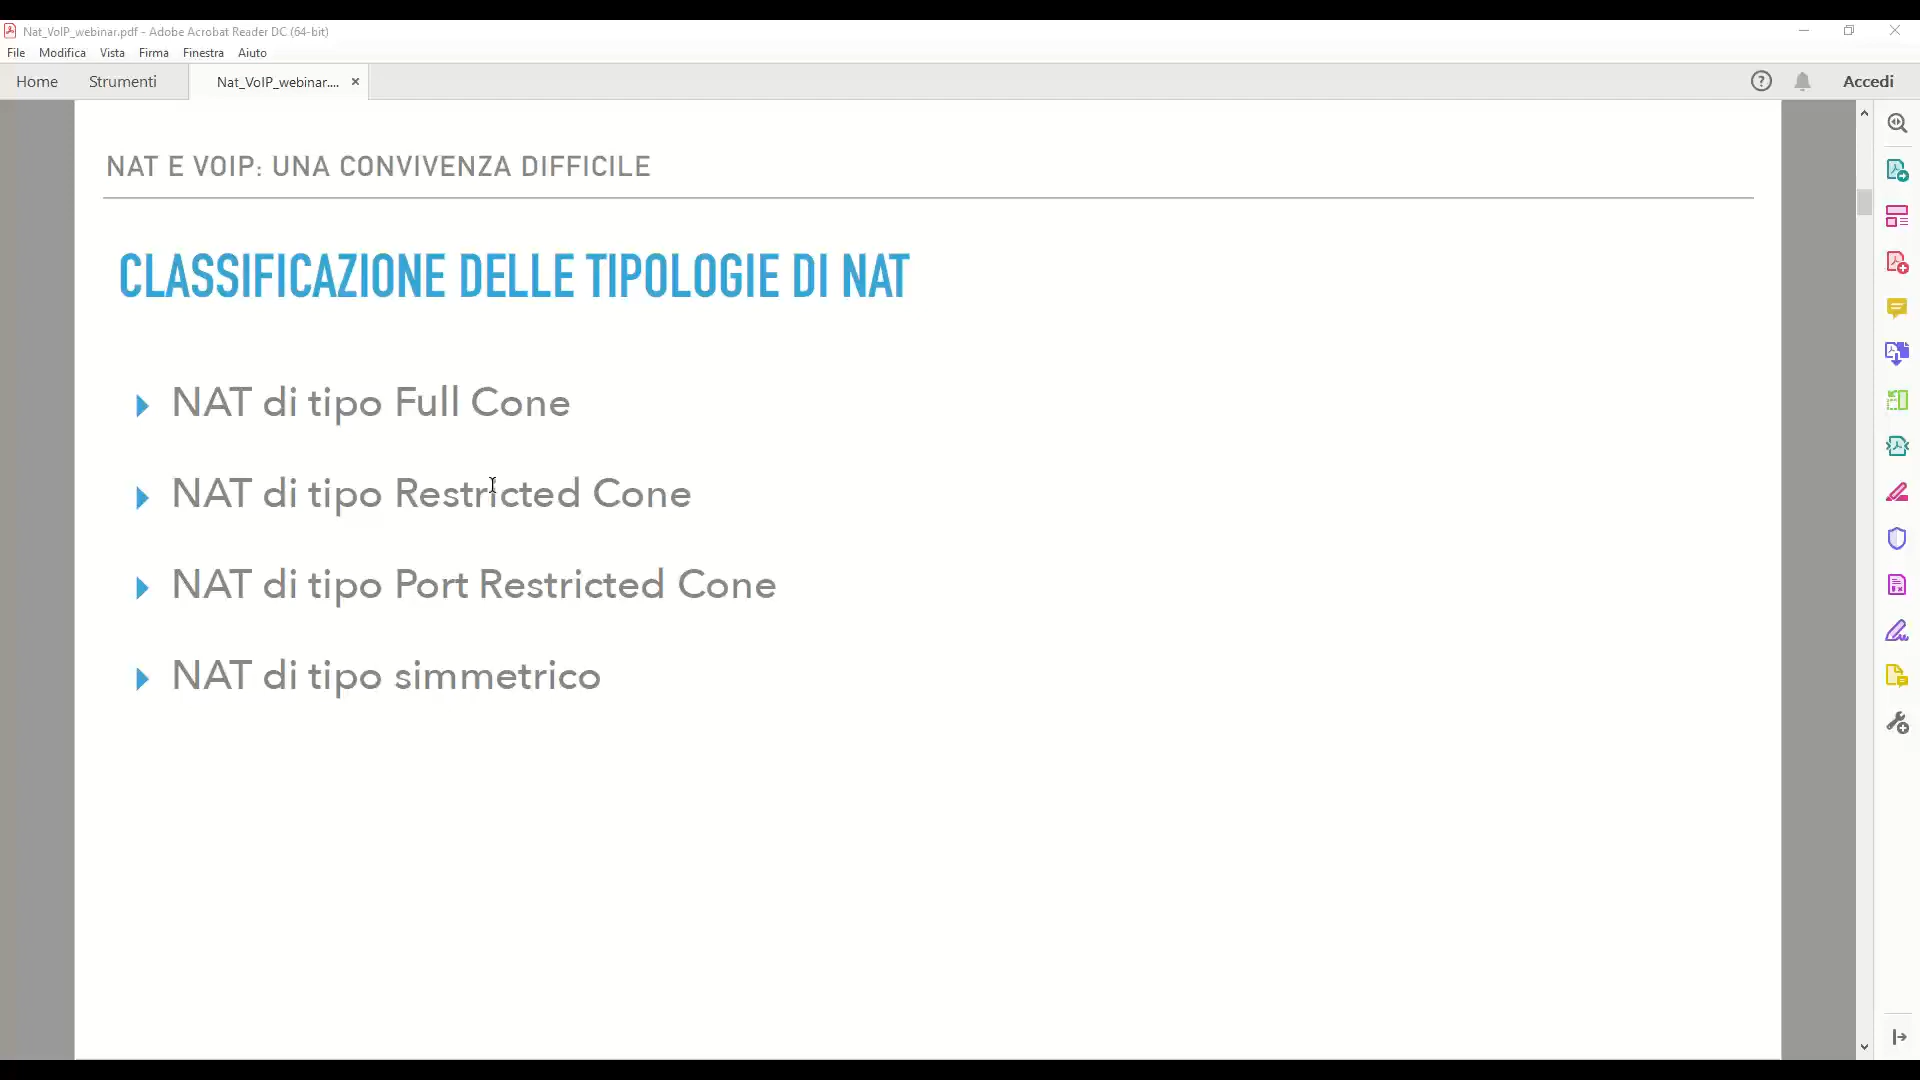 Nat_VoIP_webinar.pdf - Adobe Acrobat Reader DC (64-bit)
File Modifica Vista Firma Finestra Aiuto
Home Strumenti Nat_VoIP_webinar.... × Accedi
NAT E VOIP: UNA CONVIVENZA DIFFICILE
CLASSIFICAZIONE DELLE TIPOLOGIE DI NAT
NAT di tipo Full Cone
NAT di tipo Restricted Cone
NAT di tipo Port Restricted Cone
NAT di tipo simmetrico